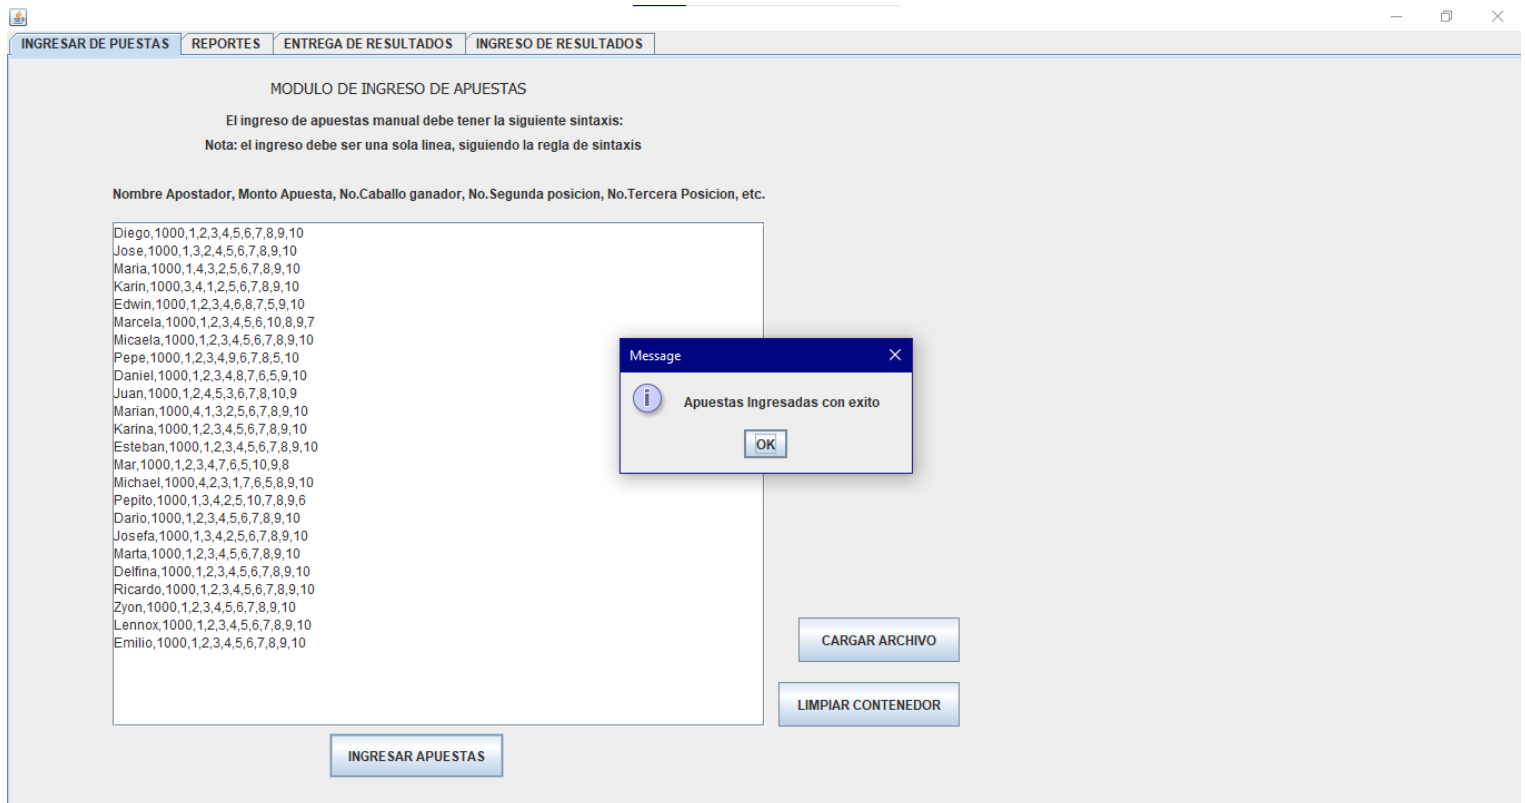 INGRESAR DE PUESTAS REPORTES ENTREGA DE RESULTADOS INGRESO DE RESULTADOS
MODULO DE INGRESO DE APUESTAS
El ingreso de apuestas manual debe tener la siguiente sintaxis:
Nota: el ingreso debe ser una sola linea, siguiendo la regla de sintaxis
Nombre Apostador, Monto Apuesta, No.Caballo ganador, No.Segunda posicion, No.Tercera Posicion, etc.
Diego,1000,1,2,3,4,5,6,7,8,9,10
Jose,1000,1,3,2,4,5,6,7,8,9,10
Maria,1000,1,4,3,2,5,6,7,8,9,10
Karin,1000,3,4,1,2,5,6,7,8,9,10
Edwin,1000,1,2,3,4,6,8,7,5,9,10
Marcela,1000,1,2,3,4,5,6,10,8,9,7
Micaela,1000,1,2,3,4,5,6,7,8,9,10
Pepe,1000,1,2,3,4,9,6,7,8,5,10
Daniel,1000,1,2,3,4,8,7,6,5,9,10
Juan,1000,1,2,4,5,3,6,7,8,10,9
Marian,1000,4,1,3,2,5,6,7,8,9,10
Karina,1000,1,2,3,4,5,6,7,8,9,10
Esteban,1000,1,2,3,4,5,6,7,8,9,10
Mar,1000,1,2,3,4,7,6,5,10,9,8
Michael,1000,4,2,3,1,7,6,5,8,9,10
Pepito,1000,1,3,4,2,5,10,7,8,9,6
Dario,1000,1,2,3,4,5,6,7,8,9,10
Josefa,1000,1,3,4,2,5,6,7,8,9,10
Marta,1000,1,2,3,4,5,6,7,8,9,10
Delfina,1000,1,2,3,4,5,6,7,8,9,10
Ricardo,1000,1,2,3,4,5,6,7,8,9,10
Zyon,1000,1,2,3,4,5,6,7,8,9,10
Lennox,1000,1,2,3,4,5,6,7,8,9,10
Emilio,1000,1,2,3,4,5,6,7,8,9,10
Message
Apuestas Ingresadas con exito
OK
CARGAR ARCHIVO
LIMPIAR CONTENEDOR
INGRESAR APUESTAS